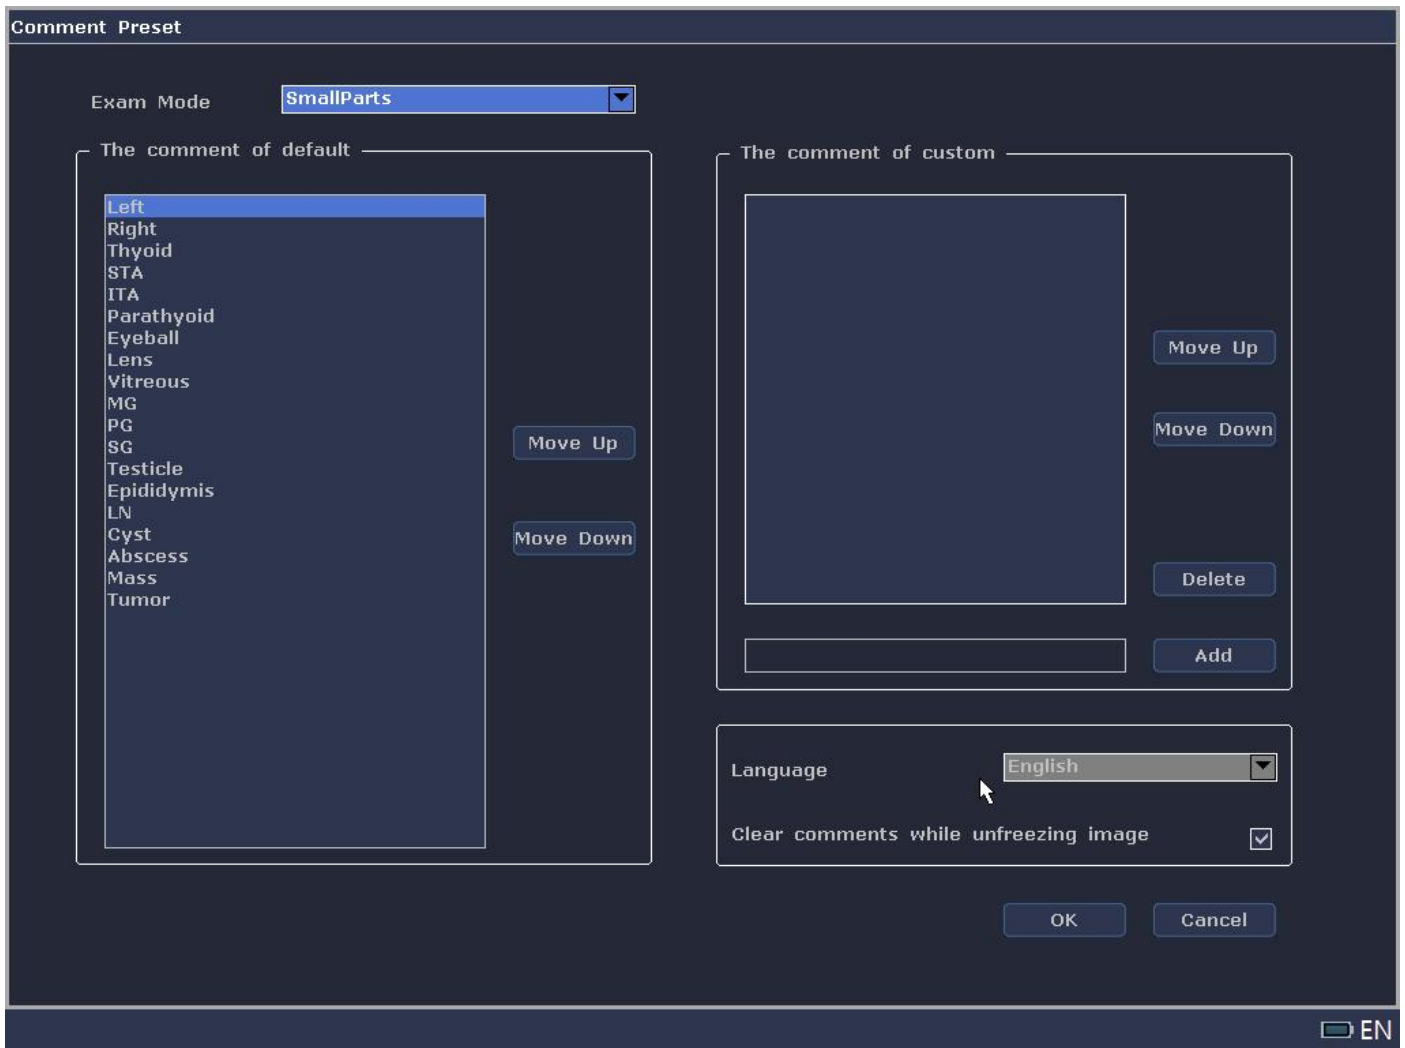 Comment Preset
Exam Mode
SmallParts
The comment of default
Left
Right
Thyoid
STA
ITA
Parathyoid
Eyeball
Lens
Vitreous
MG
PG
SG
Testicle
Epididymis
LN
Cyst
Abscess
Mass
Tumor
Move Up
Move Down
The comment of custom
Move Up
Move Down
Delete
Add
Language
English
Clear comments while unfreezing image
OK
Cancel
EN